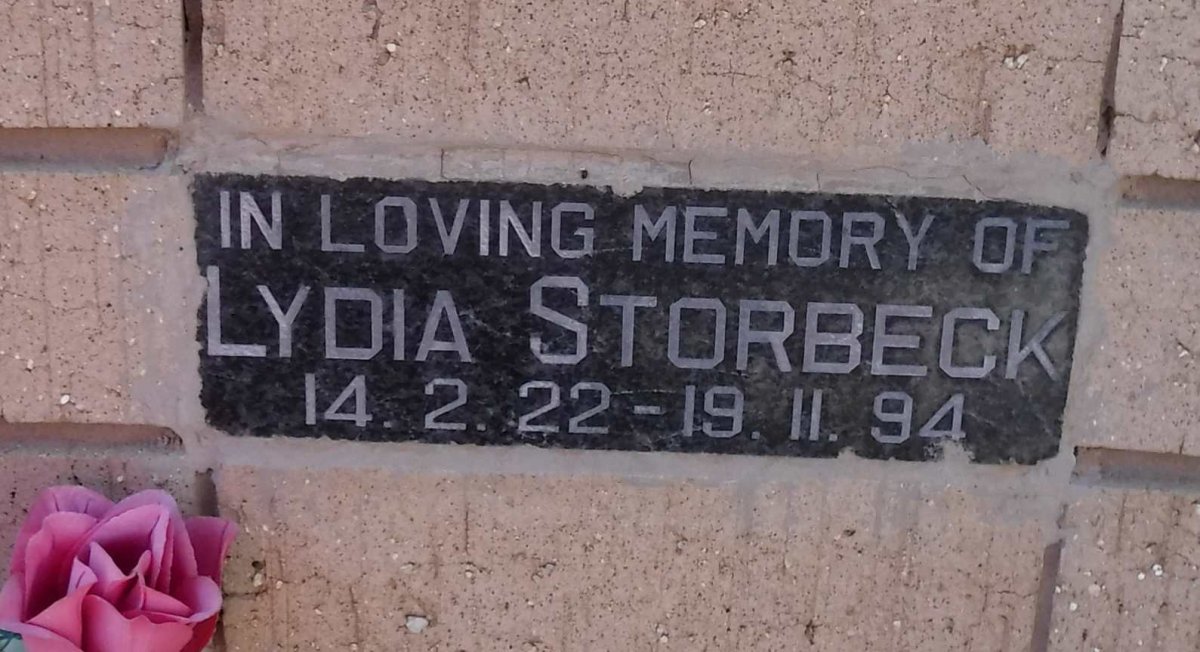 IN LOVING MEMORY OF
LYDIA STORBECK
14. 2. 22 - 19. 11. 94